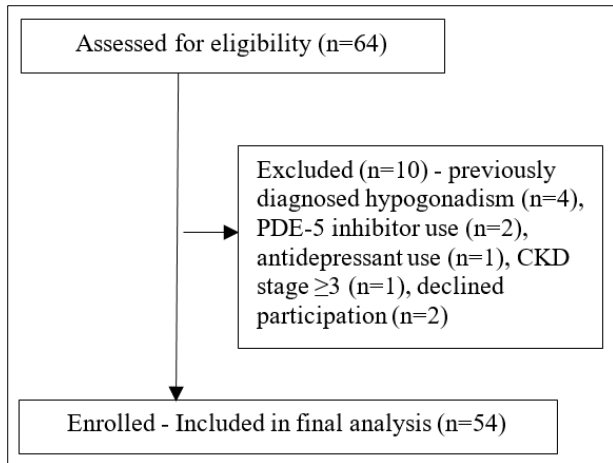 Assessed for eligibility (n=64)
Excluded (n=10) - previously
diagnosed hypogonadism (n=4),
PDE-5 inhibitor use (n=2),
antidepressant use (n=1), CKD
stage ≥3 (n=1), declined
participation (n=2)
Enrolled - Included in final analysis (n=54)